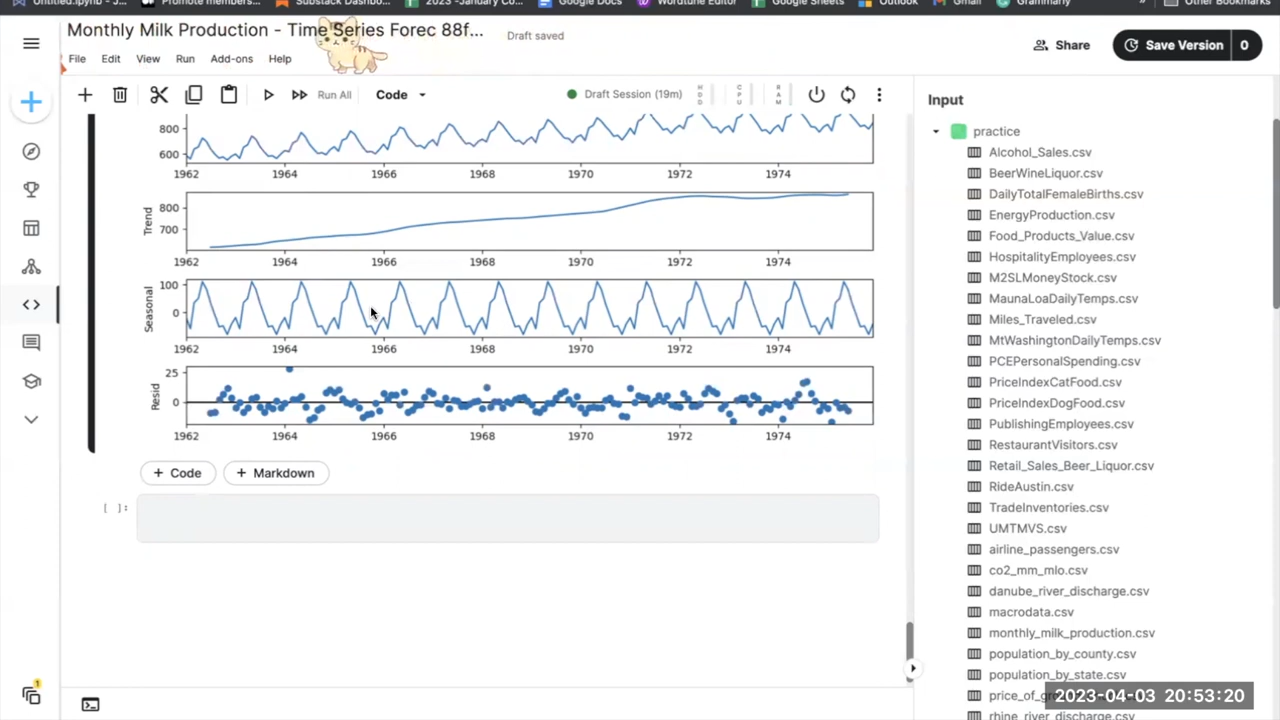 Untitled.ipynb - J...
Promote members...
Substack Dashbo...
2023 -January Co...
Google Docs
Wordtune Editor
Google Sheets
Outlook
Gmail
Grammarly
»
Other Bookmarks
Monthly Milk Production - Time Series Forec 88f...
Draft saved
Share
Save Version
0
File
Edit
View
Run
Add-ons
Help
Run All
Code
Draft Session (19m)
HDD
CPU
RAM
Input
practice
Alcohol_Sales.csv
BeerWineLiquor.csv
DailyTotalFemaleBirths.csv
EnergyProduction.csv
Food_Products_Value.csv
HospitalityEmployees.csv
M2SLMoneyStock.csv
MaunaLoaDailyTemps.csv
Miles_Traveled.csv
MtWashingtonDailyTemps.csv
PCEPersonalSpending.csv
PriceIndexCatFood.csv
PriceIndexDogFood.csv
PublishingEmployees.csv
RestaurantVisitors.csv
Retail_Sales_Beer_Liquor.csv
RideAustin.csv
TradeInventories.csv
UMTMVS.csv
airline_passengers.csv
co2_mm_mlo.csv
danube_river_discharge.csv
macrodata.csv
monthly_milk_production.csv
population_by_county.csv
population_by_state.csv
rhine_river_discharge.csv
800
600
1962 1964 1966 1968 1970 1972 1974
Trend
800
700
1962 1964 1966 1968 1970 1972 1974
Seasonal
100
0
1962 1964 1966 1968 1970 1972 1974
Resid
25
0
1962 1964 1966 1968 1970 1972 1974
+ Code
+ Markdown
[ ]:
1
2023-04-03 20:53:20